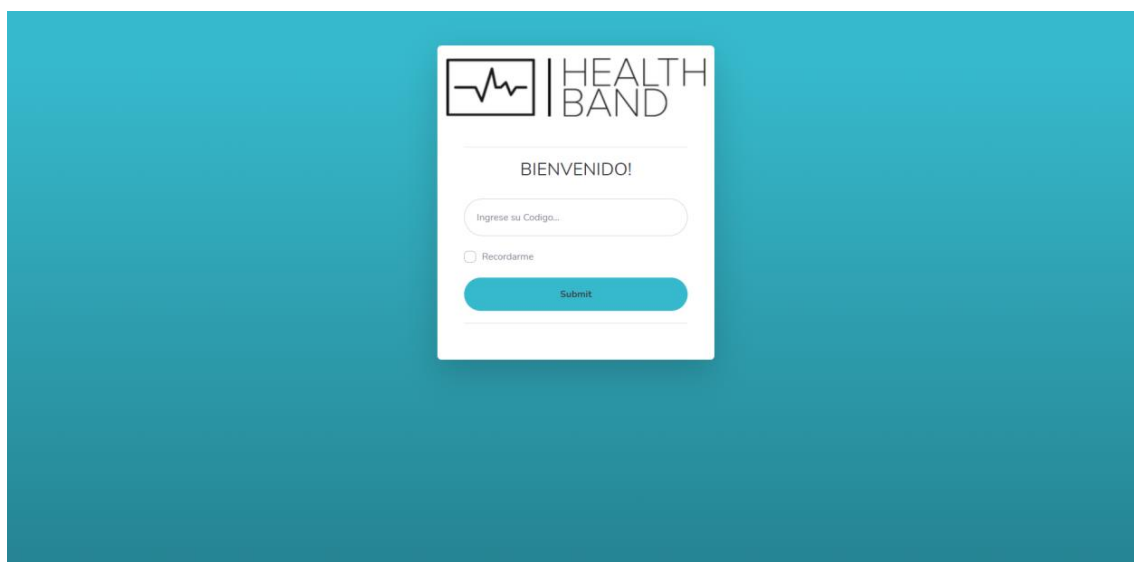 HEALTH
BAND
BIENVENIDO!
Ingrese su Codigo...
Recordarme
Submit